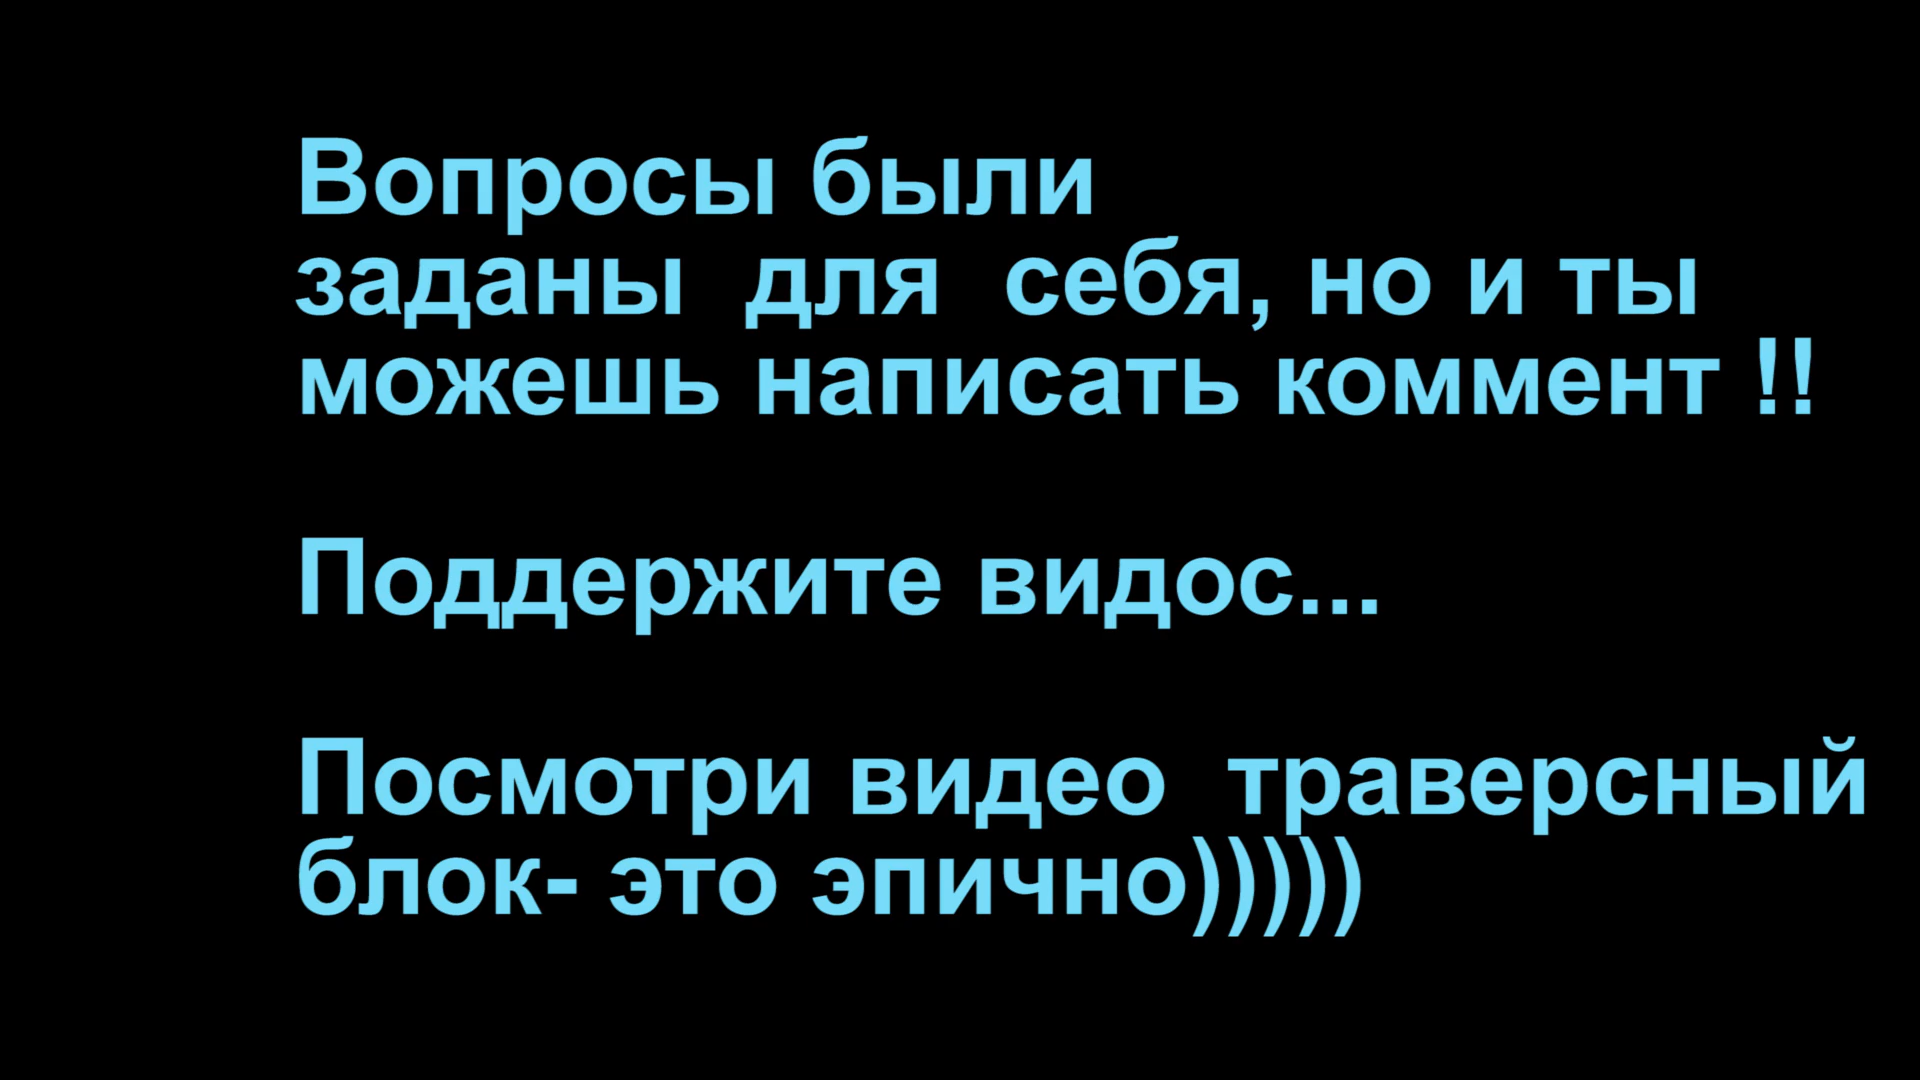 Вопросы были
заданы  для  себя, но и ты
можешь написать коммент !!
Поддержите видос...
Посмотри видео  траверсный
блок- это эпично)))))